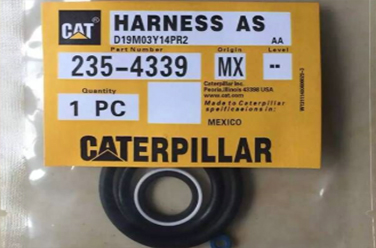 CAT
HARNESS AS
D19M03Y14PR2 AA
Part Number Origin Level
235-4339 MX --
Quantity
1 PC
Caterpillar Inc.
Peoria, Illinois 43390 USA
www.cat.com
Made to Caterpillar
specifications in:
MEXICO
CATERPILLAR